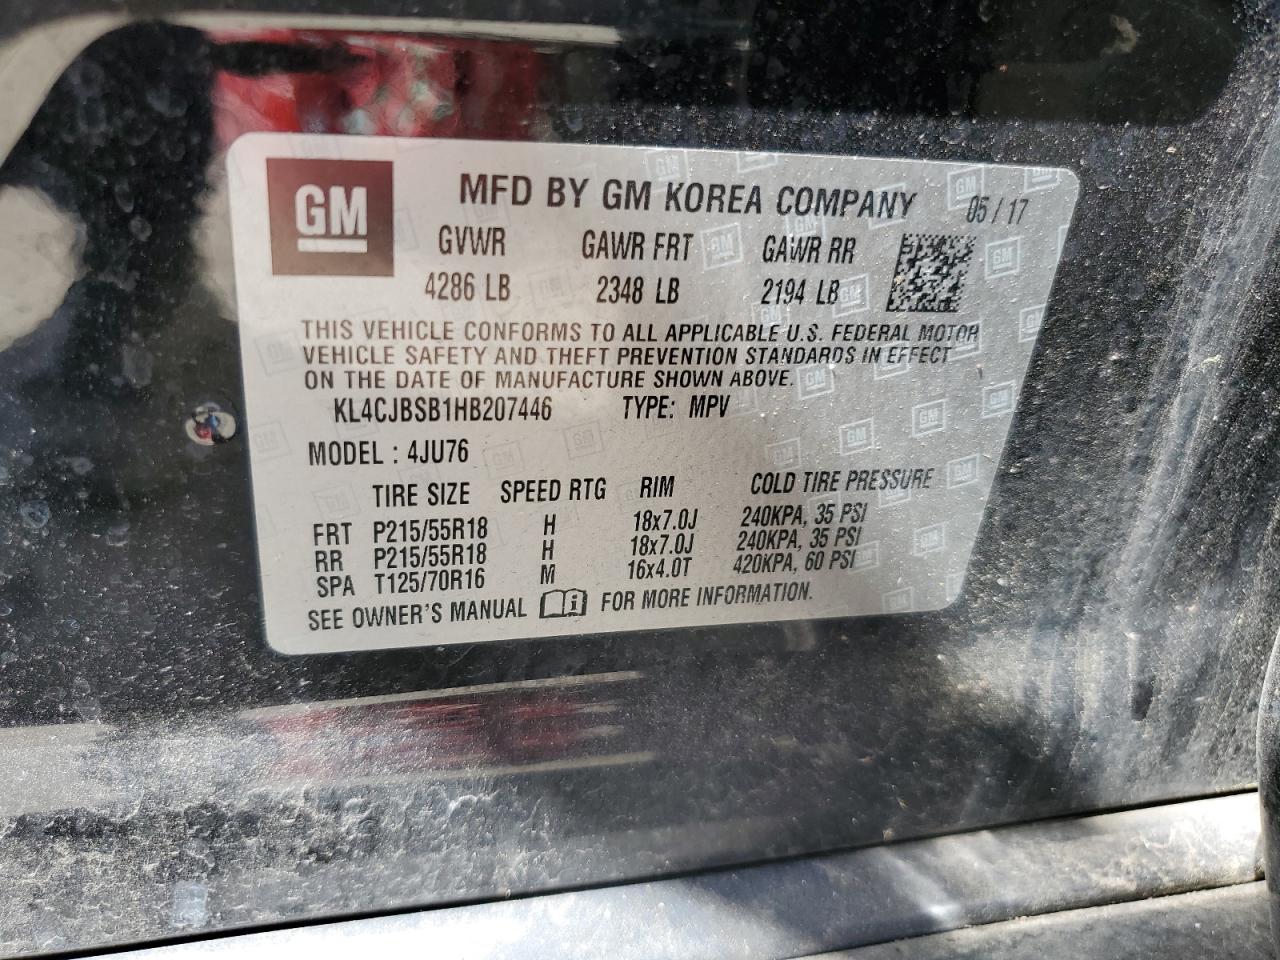 GM MFD BY GM KOREA COMPANY 05/17
GVWR GAWR FRT GAWR RR
4286 LB 2348 LB 2194 LB
THIS VEHICLE CONFORMS TO ALL APPLICABLE U.S. FEDERAL MOTOR
VEHICLE SAFETY AND THEFT PREVENTION STANDARDS IN EFFECT
ON THE DATE OF MANUFACTURE SHOWN ABOVE.
KL4CJBSB1HB207446 TYPE: MPV
MODEL : 4JU76
TIRE SIZE SPEED RTG RIM COLD TIRE PRESSURE
FRT P215/55R18 H 18x7.0J 240KPA, 35 PSI
RR P215/55R18 H 18x7.0J 240KPA, 35 PSI
SPA T125/70R16 M 16x4.0T 420KPA, 60 PSI
SEE OWNER'S MANUAL i FOR MORE INFORMATION.